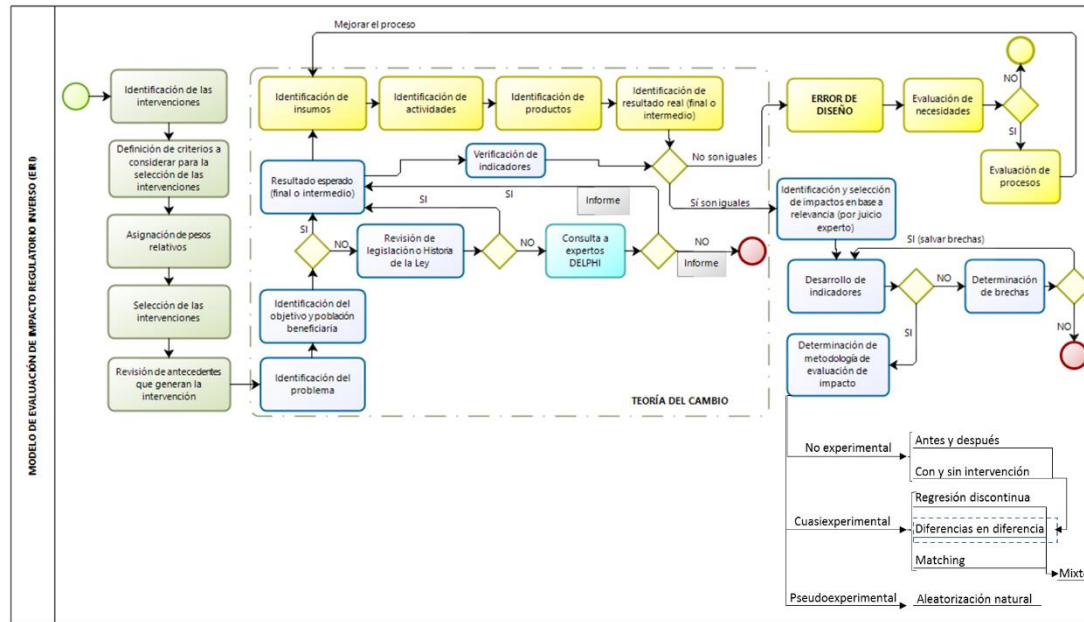 MODELO DE EVALUACIÓN DE IMPACTO REGULATORIO INVERSO (ERI)
Mejorar el proceso
Identificación de las
intervenciones
Definición de criterios a
considerar para la
selección de las
intervenciones
Asignación de pesos
relativos
Selección de las
intervenciones
Revisión de antecedentes
que generan la
intervención
Identificación de
insumos
Identificación de
actividades
Identificación de
productos
Identificación de
resultado real (final o
intermedio)
ERROR DE
DISEÑO
Evaluación de
necesidades
NO
SI
Evaluación de
procesos
Resultado esperado
(final o intermedio)
Verificación de
indicadores
No son iguales
Sí son iguales
SI
SI
Informe
SI
NO
Revisión de
legislación o Historia
de la Ley
NO
Consulta a
expertos
DELPHI
NO
Informe
Identificación del
objetivo y población
beneficiaria
Identificación del
problema
TEORÍA DEL CAMBIO
Identificación y selección
de impactos en base a
relevancia (por juicio
experto)
SI (salvar brechas)
Desarrollo de
indicadores
NO
Determinación
de brechas
SI
NO
Determinación de
metodología de
evaluación de
impacto
No experimental
Antes y después
Con y sin intervención
Cuasiexperimental
Regresión discontinua
Diferencias en diferencia
Matching
Mixto
Pseudoexperimental
Aleatorización natural